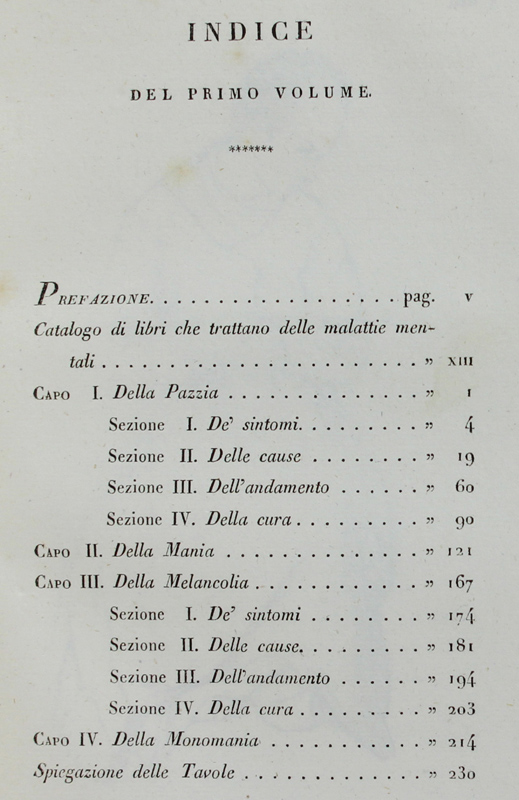 INDICE
DEL PRIMO VOLUME.
*******
PREFAZIONE. . . . . . . . . . . . . . . . . . . pag. V
Catalogo di libri che trattano delle malattie men-
tali . . . . . . . . . . . . . . . . . . . . . . . . » XIII
CAPO I. Della Pazzia . . . . . . . . . . . . . . . » 1
Sezione I. De' sintomi. . . . . . . . . » 4
Sezione II. Delle cause . . . . . . . . » 19
Sezione III. Dell'andamento . . . . . . » 60
Sezione IV. Della cura . . . . . . . . . » 90
CAPO II. Della Mania . . . . . . . . . . . . . . . » 121
CAPO III. Della Melancolia . . . . . . . . . . . . . » 167
Sezione I. De' sintomi . . . . . . . . » 174
Sezione II. Delle cause. . . . . . . . . » 181
Sezione III. Dell'andamento . . . . . . » 194
Sezione IV. Della cura . . . . . . . . . » 203
CAPO IV. Della Monomania . . . . . . . . . . . » 214
Spiegazione delle Tavole . . . . . . . . . . . . . » 230